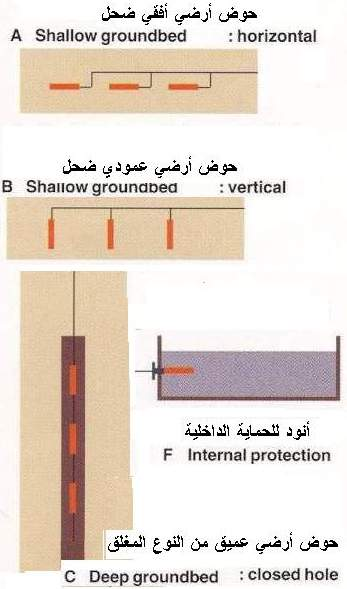 حوض أرضي أفقي ضحل
A Shallow groundbed : horizontal
حوض أرضي عمودي ضحل
B Shallow groundbed : vertical
أنود للحماية الداخلية
F Internal protection
حوض أرضي عميق من النوع المغلق
C Deep groundbed : closed hole